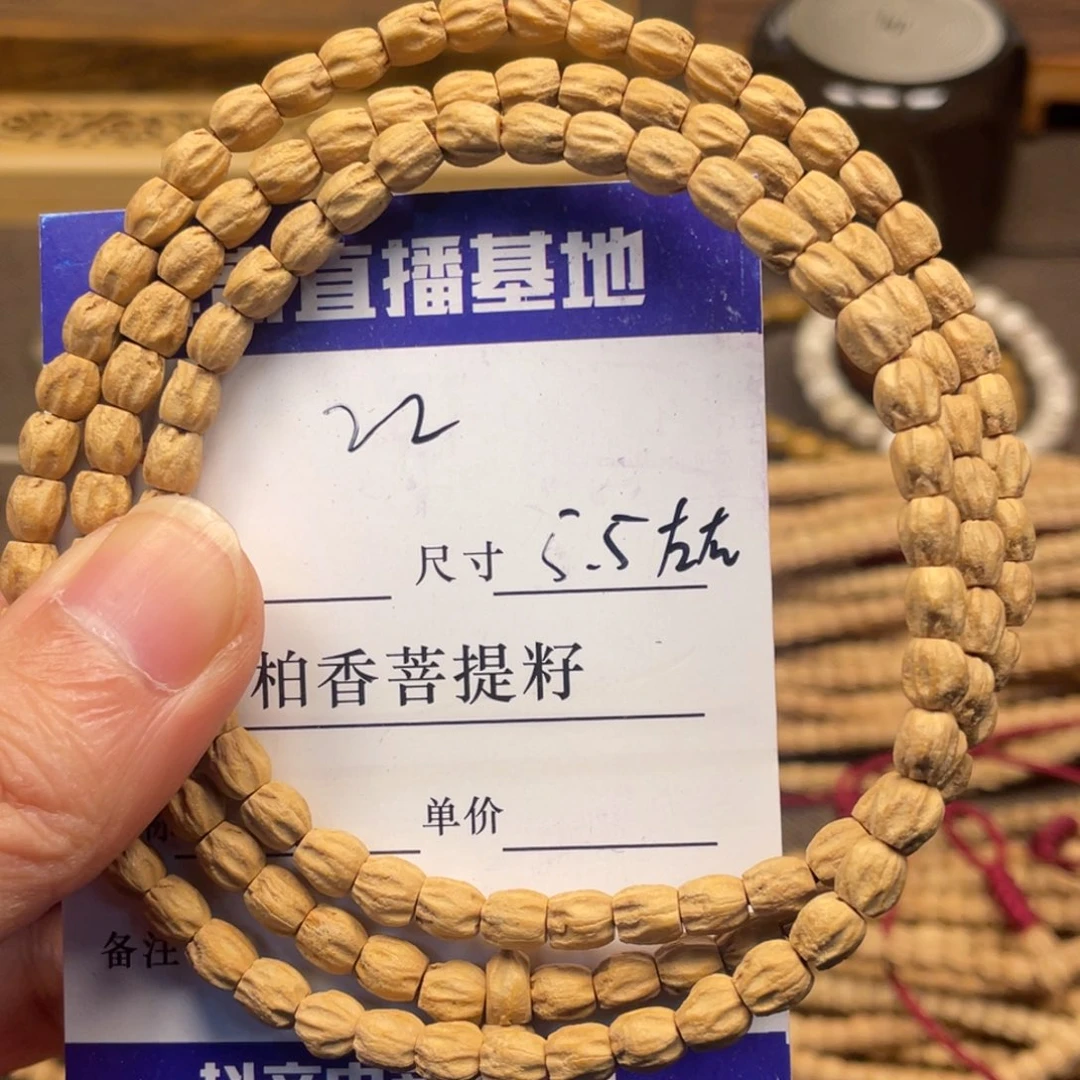 直播基地
22
尺寸 5.5左右
柏香菩提籽
单价
备注